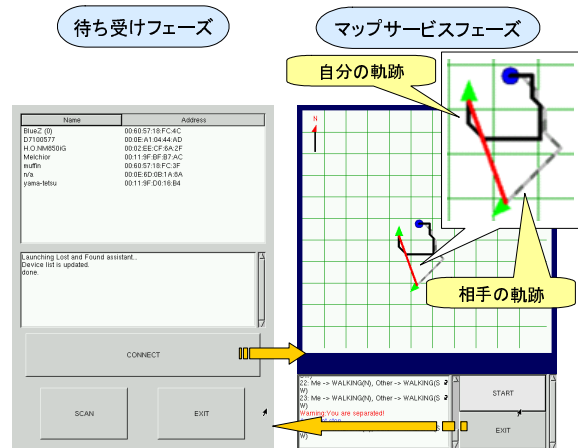 待ち受けフェーズ
マップサービスフェーズ
自分の軌跡
Name Address
BlueZ (0) 00:60:57:18:FC:4C
D7100577 00:0E:A1:04:44:AD
H.O.NM850iG 00:02:EE:CF:6A:2F
Melchior 00:11:9F:BF:B7:AC
muffin 00:60:57:18:FC:3F
n/a 00:0E:6D:0B:1A:8A
yama-tetsu 00:11:9F:D0:16:B4
N
相手の軌跡
Launching Lost and Found assistant...
Device list is updated.
done.
CONNECT
SCAN
EXIT
W)
22: Me -> WALKING(N), Other -> WALKING(S
W)
23: Me -> WALKING(N), Other -> WALKING(S
W)
Warning:You are separated!
START
EXIT